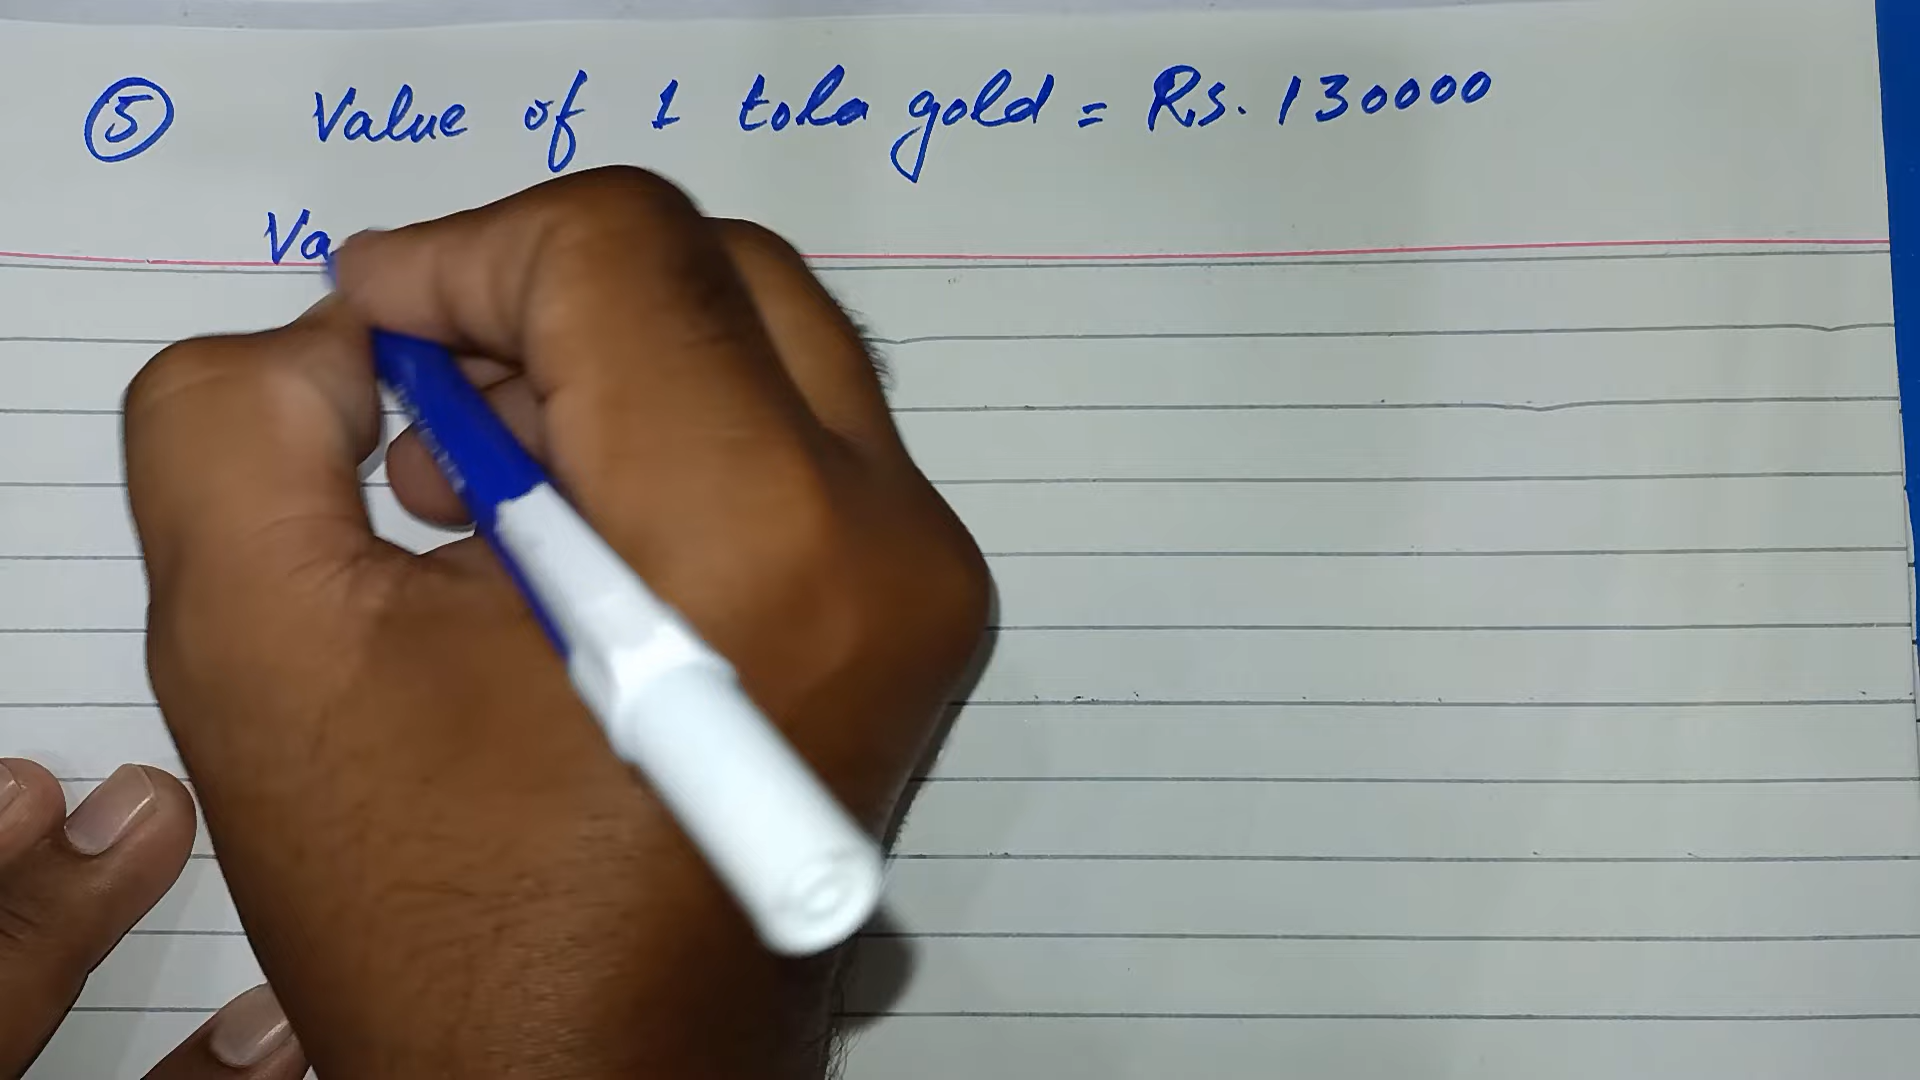 5 Value of 1 tola gold = Rs. 130000
Va